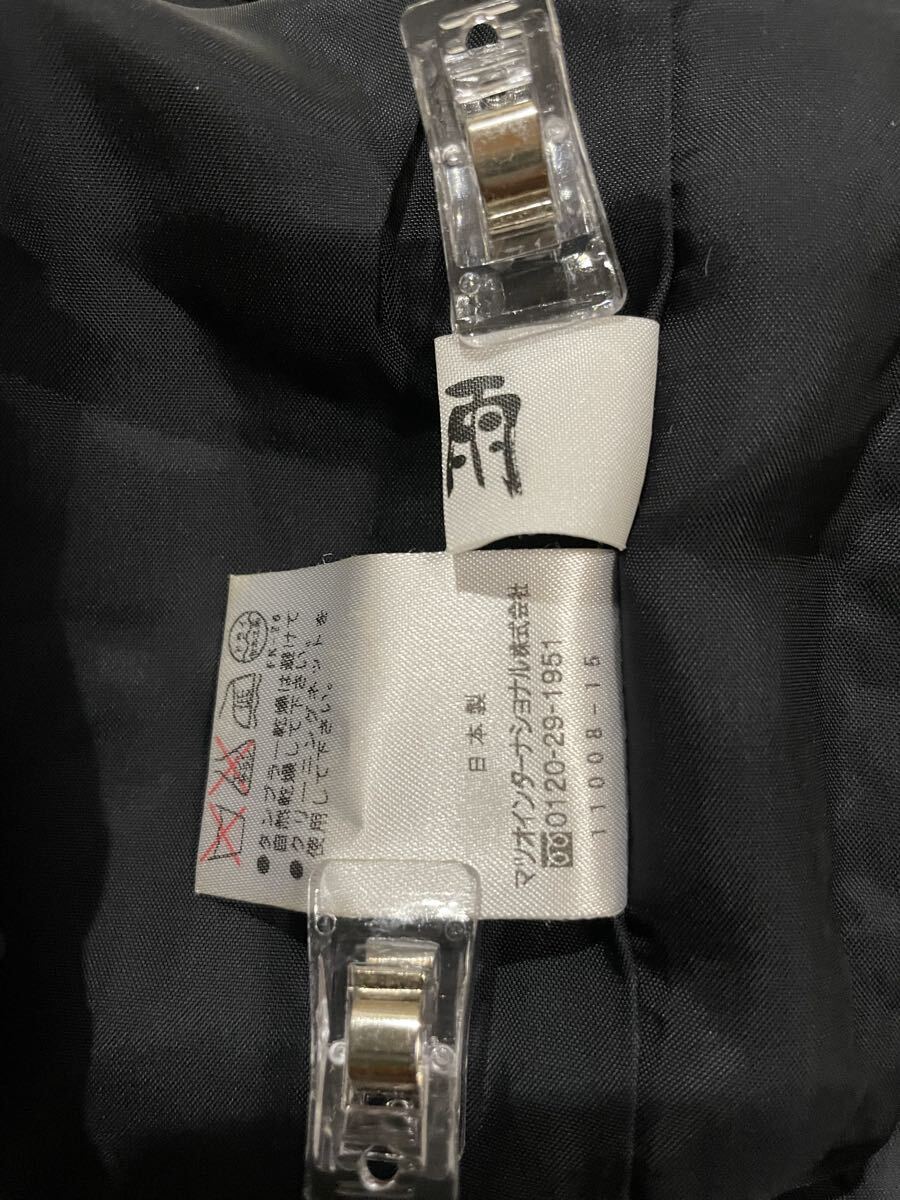 雨
FK-26
●タンブラー乾燥は避けて
自然乾燥して下さい。
●クリーニングネットを
使用して下さい。
日本製
マリオインターナショナル株式会社
0120-29-1951
11008-15